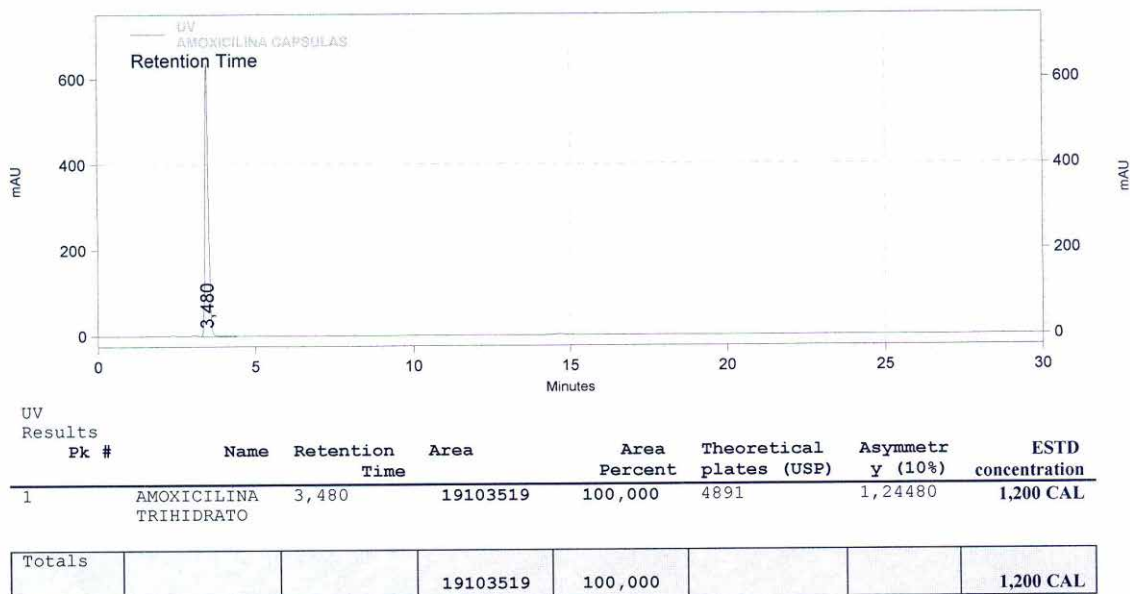 UV
AMOXICILINA CAPSULAS
Retention Time
600
400
200
0
mAU
3,480
600
400
200
0
mAU
0 5 10 15 20 25 30
Minutes
UV
Results
Pk # Name Retention Area Area Theoretical Asymmetr ESTD
Time Percent plates (USP) y (10%) concentration
1 AMOXICILINA 3,480 19103519 100,000 4891 1,24480 1,200 CAL
TRIHIDRATO
Totals
19103519 100,000 1,200 CAL